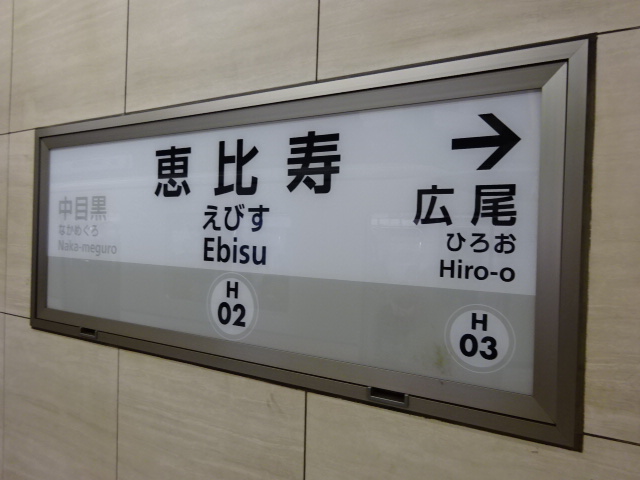 中目黒
なかめぐろ
Naka-meguro
恵比寿
えびす
Ebisu
H
02
→
広尾
ひろお
Hiro-o
H
03